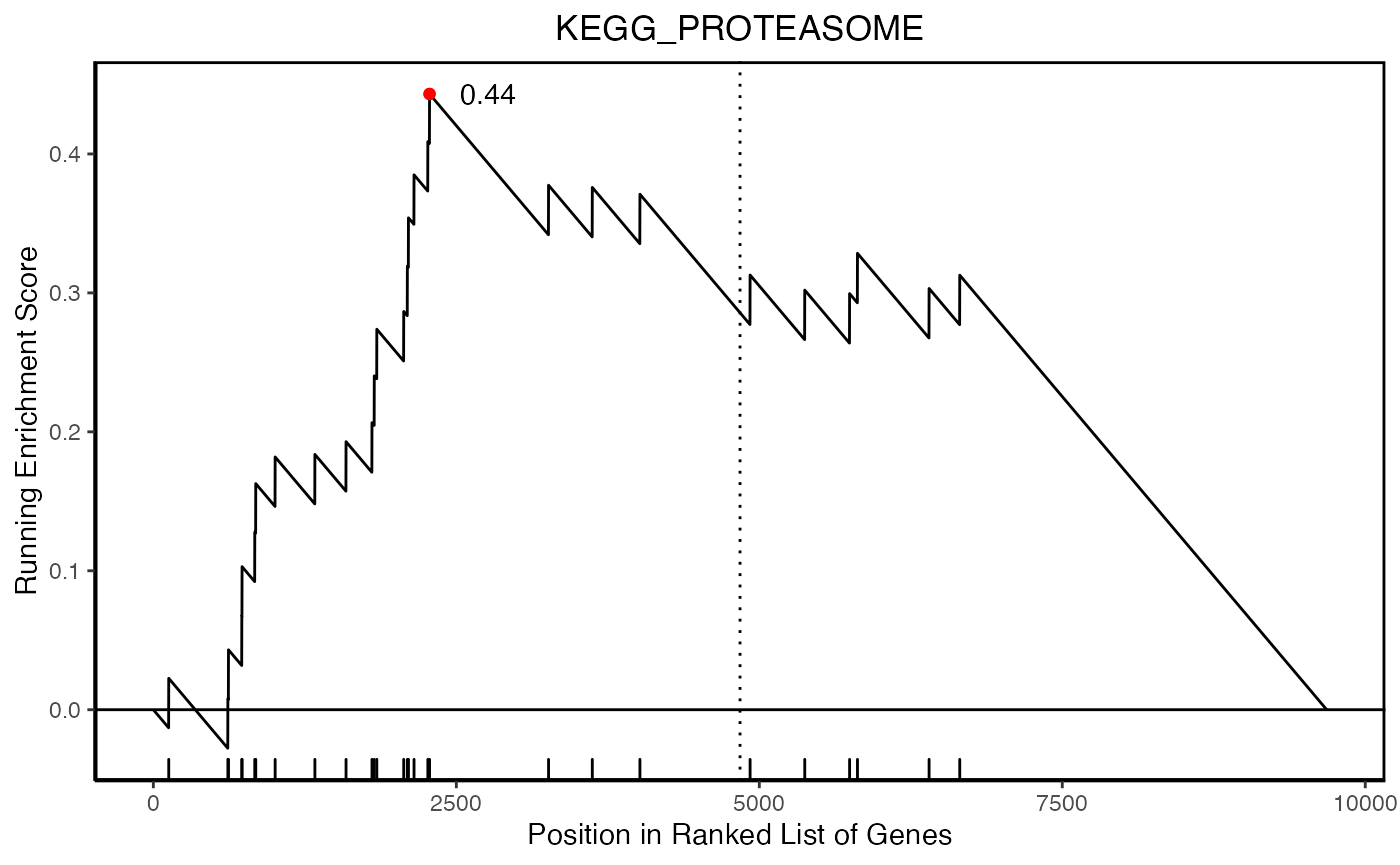 KEGG_PROTEASOME
0.44
0.4
0.3
0.2
0.1
0.0
Running Enrichment Score
0 2500 5000 7500 10000
Position in Ranked List of Genes